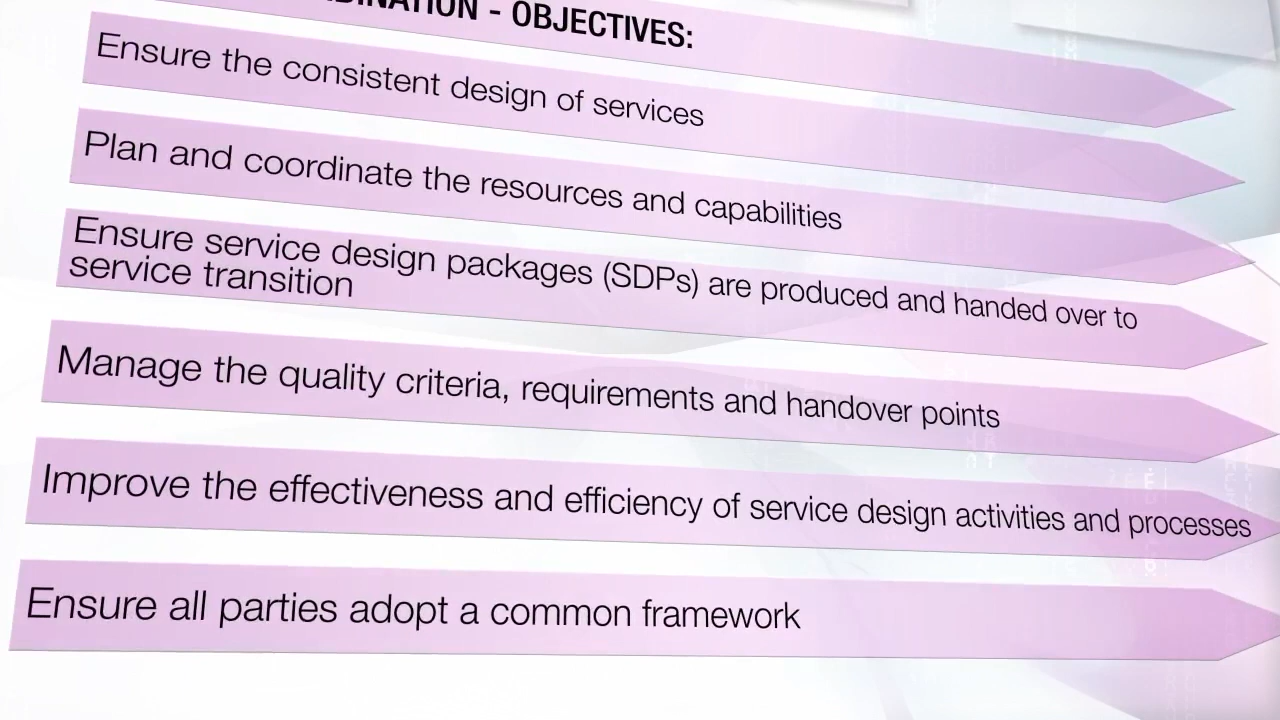 - OBJECTIVES:
Ensure the consistent design of services
Plan and coordinate the resources and capabilities
Ensure service design packages (SDPs) are produced and handed over to
service transition
Manage the quality criteria, requirements and handover points
Improve the effectiveness and efficiency of service design activities and processes
Ensure all parties adopt a common framework